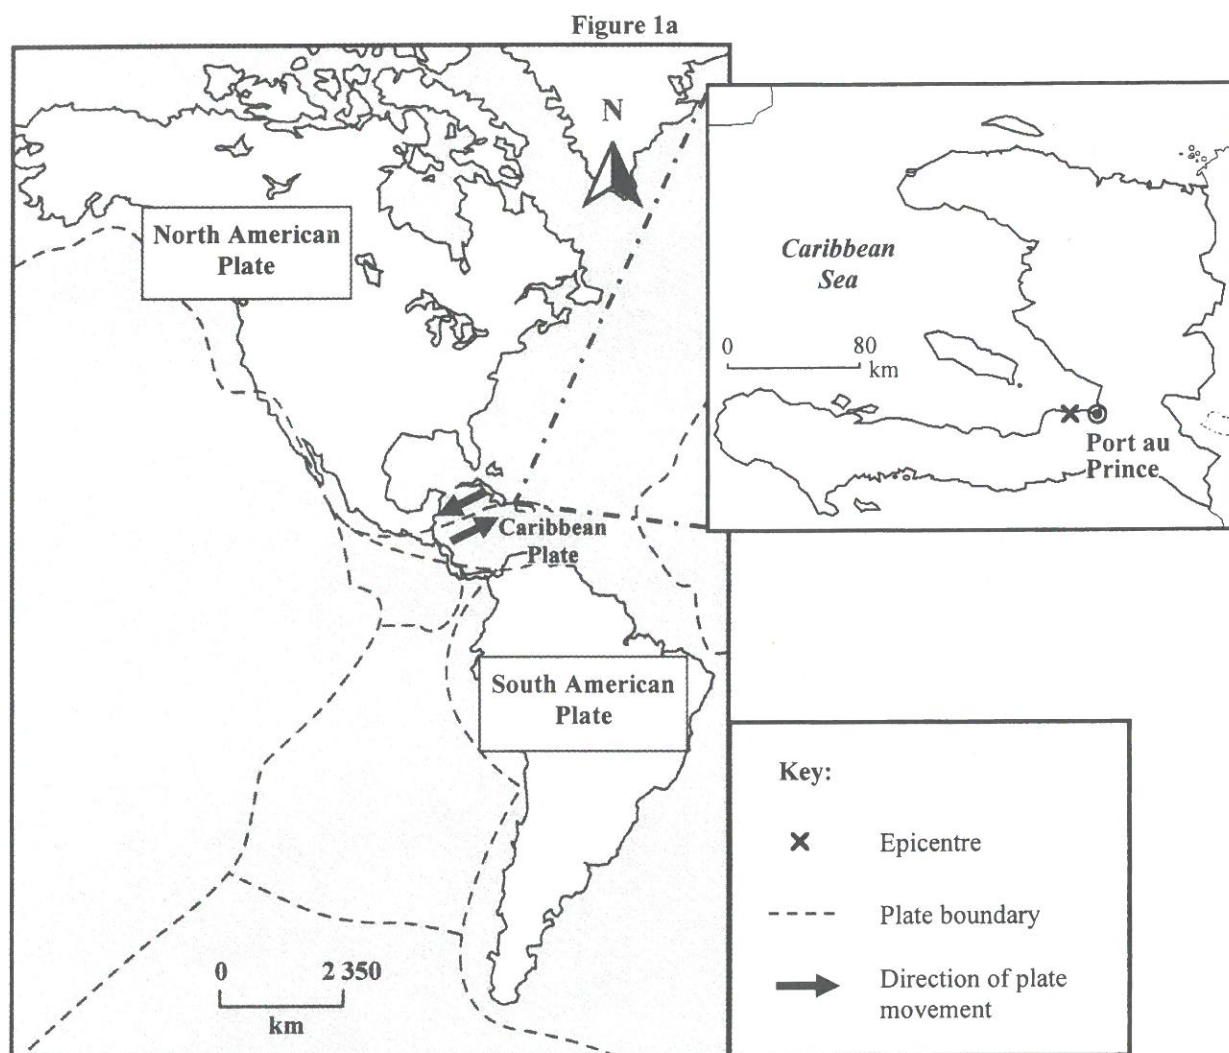 Figure 1a
N
North American
Plate
Caribbean
Sea
0 80
km
Port au
Prince
Caribbean
Plate
South American
Plate
0 2 350
km
Key:
Epicentre
Plate boundary
Direction of plate
movement